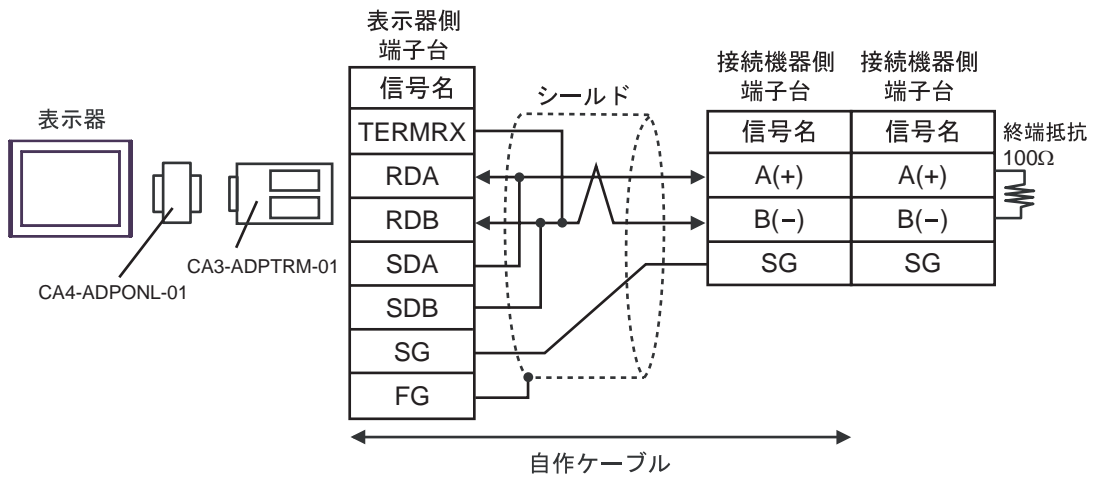 表示器
CA4-ADPONL-01
CA3-ADPTRM-01
表示器側
端子台
信号名
TERMRX
RDA
RDB
SDA
SDB
SG
FG
シールド
接続機器側
端子台
信号名
A(+)
B(−)
SG
接続機器側
端子台
信号名
A(+)
B(−)
SG
終端抵抗
100Ω
自作ケーブル